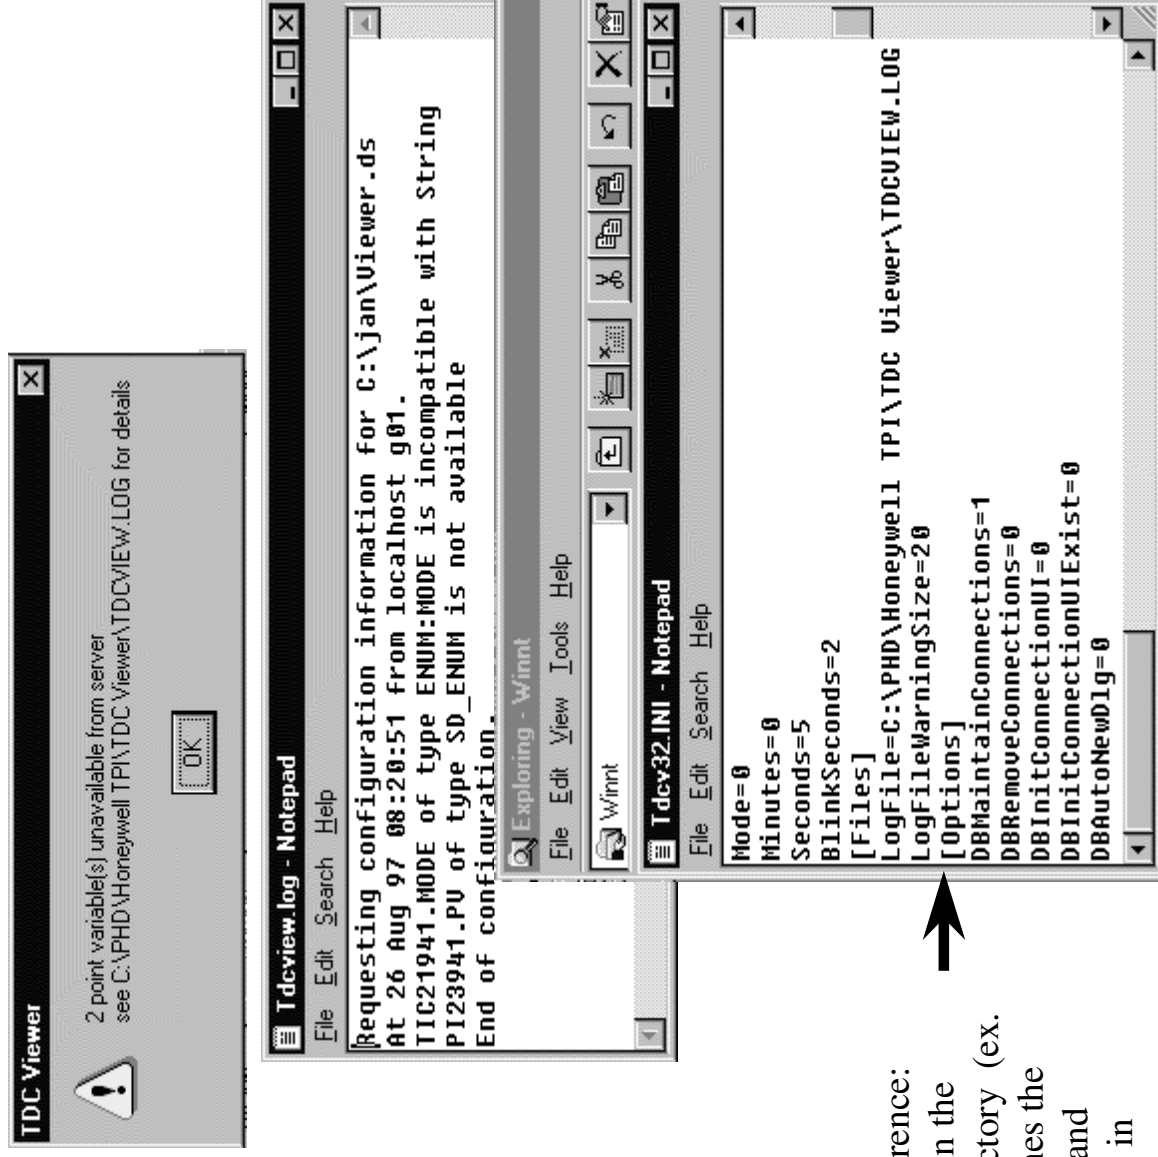 TDC Viewer
2 point variable(s) unavailable from server
see C:\PHD\Honeywell TPI\TDC Viewer\TDCVIEW.LOG for details
OK
Tdcview.log - Notepad
File Edit Search Help
Requesting configuration information for C:\jan\Viewer.ds
At 26 Aug 97 08:20:51 from localhost g01.
TIC21941.MODE of type ENUM:MODE is incompatible with String
PI23941.PV of type SD_ENUM is not available
End of configuration.
Exploring - Winnt
File Edit View Tools Help
Winnt
Tdcv32.INI - Notepad
File Edit Search Help
Mode=0
Minutes=0
Seconds=5
BlinkSeconds=2
[Files]
LogFile=C:\PHD\Honeywell TPI\TDC Viewer\TDCVIEW.LOG
LogFileWarningSize=20
[Options]
DBMaintainConnections=1
DBRemoveConnections=0
DBInitConnectionUI=0
DBInitConnectionUIExist=0
DBAutoNewDlg=0
rence:
n the
ctory (ex.
nes the
and
in